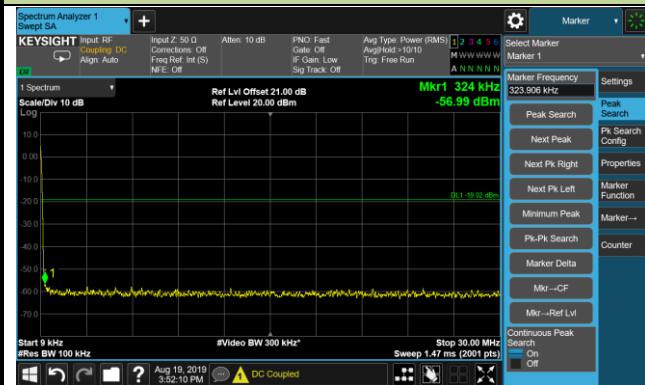 Spectrum Analyzer 1
Swept SA
Marker
KEYSIGHT
Input: RF
Coupling: DC
Align: Auto
Input Z: 50 Ω
Corrections: Off
Freq Ref: Int (S)
NFE: Off
Atten: 10 dB
PNO: Fast
Gate: Off
IF Gain: Low
Sig Track: Off
Avg Type: Power (RMS)
Avg|Hold:>10/10
Trig: Free Run
1 2 3 4 5 6
M W W W W W
A N N N N N
Select Marker
Marker 1
1 Spectrum
Scale/Div 10 dB
Log
Ref Lvl Offset 21.00 dB
Ref Level 20.00 dBm
Mkr1 324 kHz
-56.99 dBm
10.0
0.00
-10.0
-20.0
-30.0
-40.0
-50.0
-60.0
-70.0
DL1 -19.02 dBm
1
Start 9 kHz
#Res BW 100 kHz
#Video BW 300 kHz*
Stop 30.00 MHz
Sweep 1.47 ms (2001 pts)
Marker Frequency
323.906 kHz
Peak Search
Next Peak
Next Pk Right
Next Pk Left
Minimum Peak
Pk-Pk Search
Marker Delta
Mkr→CF
Mkr→Ref Lvl
Continuous Peak
Search
On
Off
Settings
Peak
Search
Pk Search
Config
Properties
Marker
Function
Marker→
Counter
Aug 19, 2019
3:52:10 PM
DC Coupled